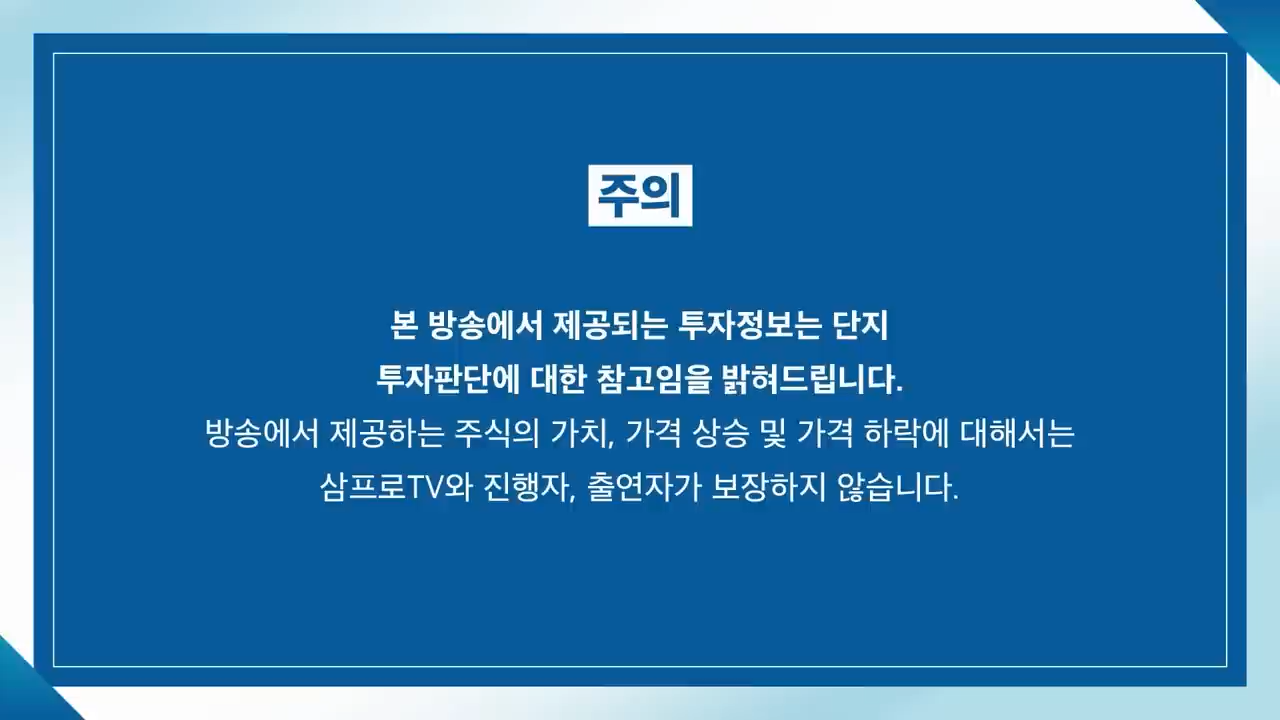 주의
본 방송에서 제공되는 투자정보는 단지
투자판단에 대한 참고임을 밝혀드립니다.
방송에서 제공하는 주식의 가치, 가격 상승 및 가격 하락에 대해서는
삼프로TV와 진행자, 출연자가 보장하지 않습니다.